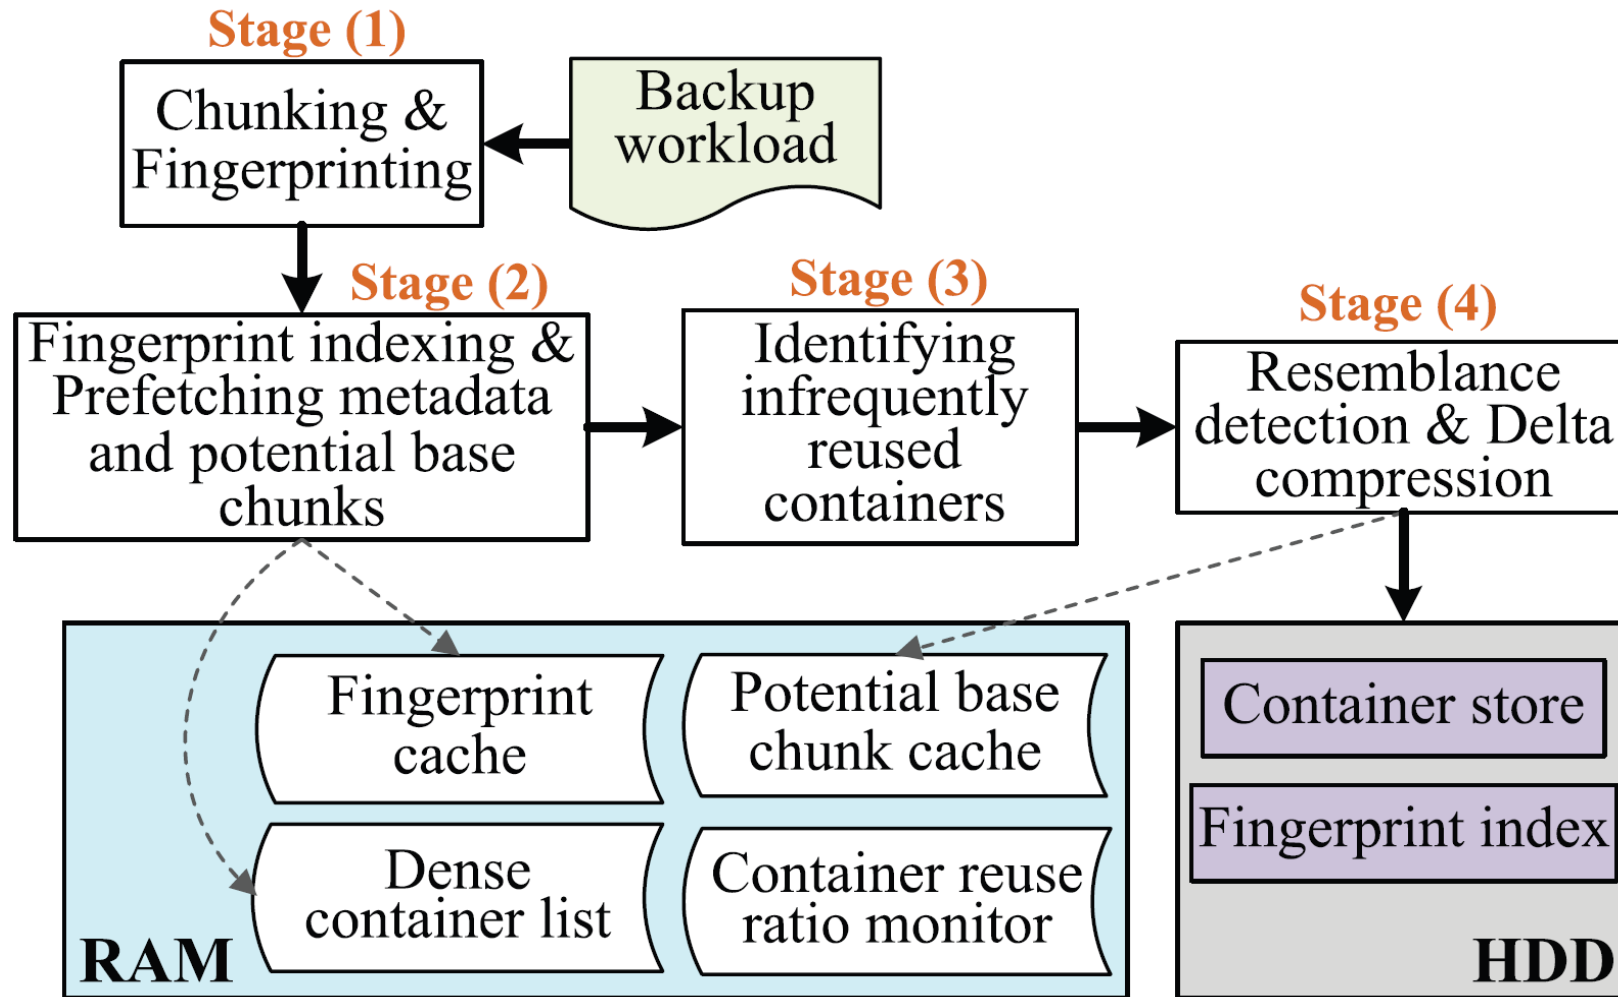 Stage (1)
Chunking &
Fingerprinting
Backup
workload
Stage (2)
Fingerprint indexing &
Prefetching metadata
and potential base
chunks
Stage (3)
Identifying
infrequently
reused
containers
Stage (4)
Resemblance
detection & Delta
compression
Fingerprint
cache
Potential base
chunk cache
Dense
container list
Container reuse
ratio monitor
RAM
Container store
Fingerprint index
HDD